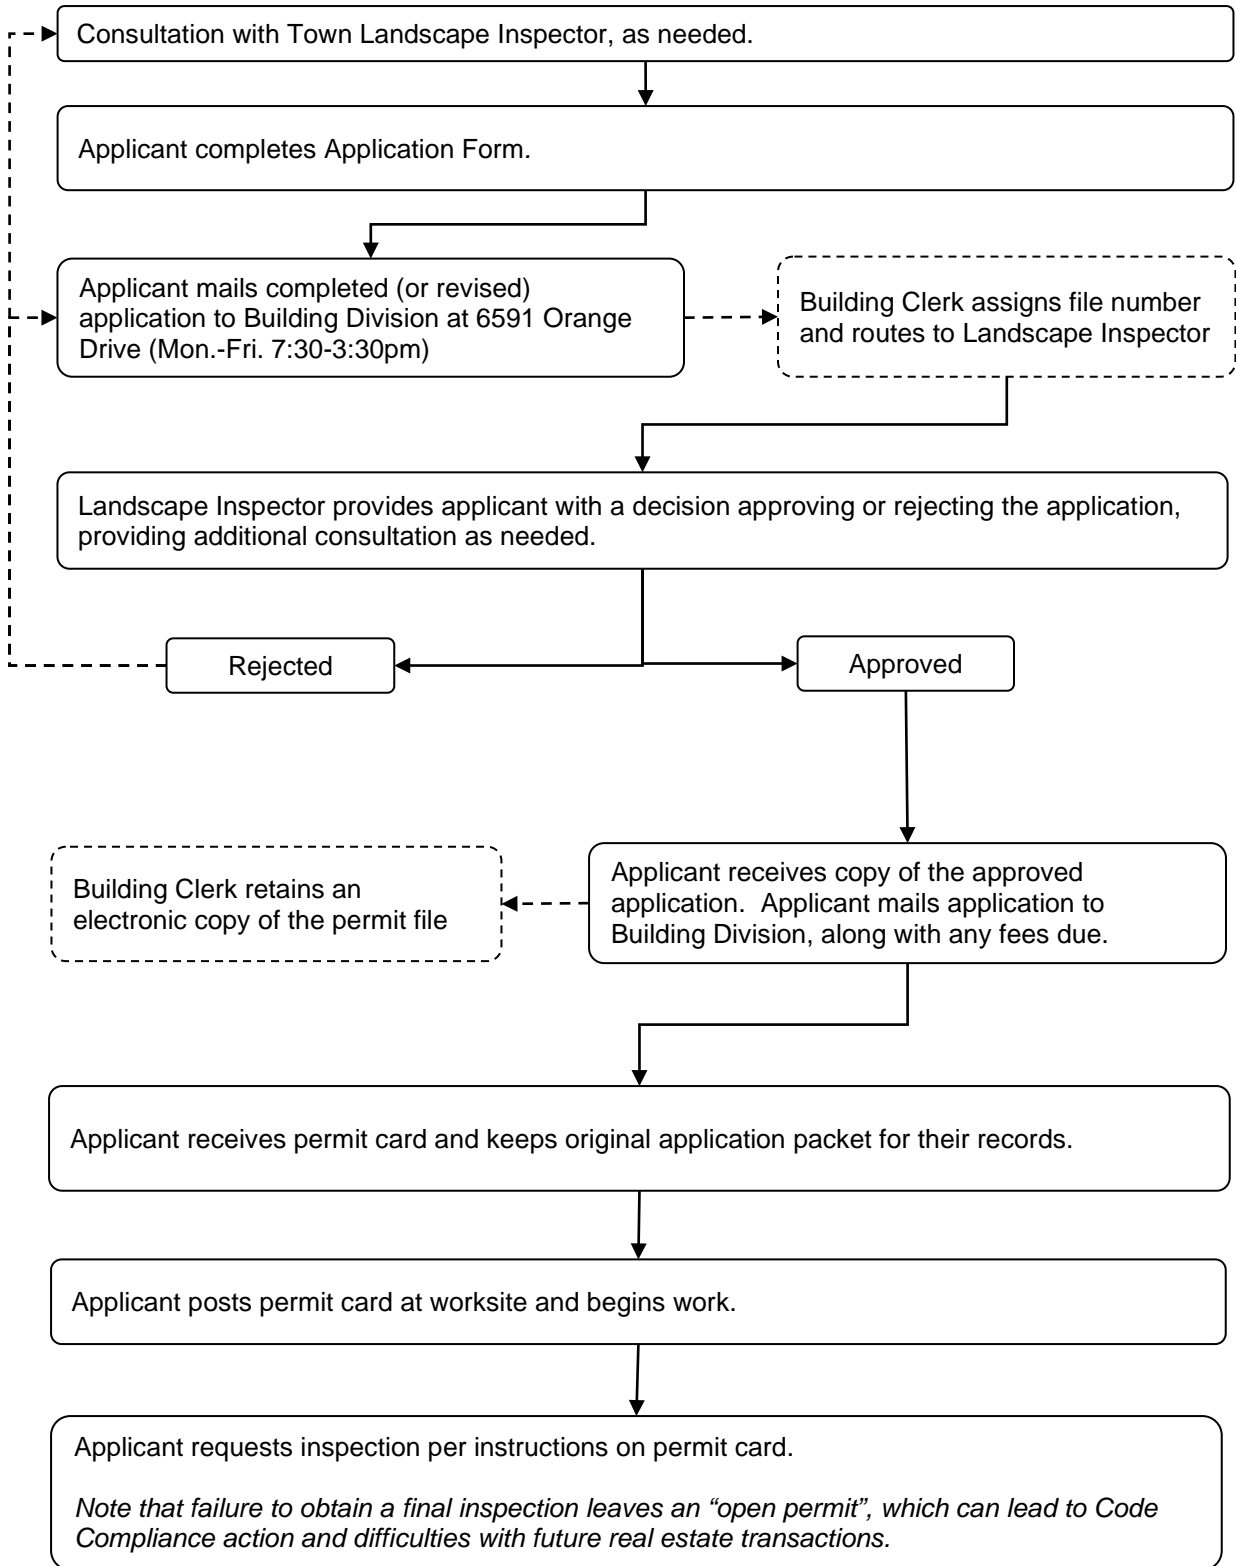 Consultation with Town Landscape Inspector, as needed.
Applicant completes Application Form.
Applicant mails completed (or revised)
application to Building Division at 6591 Orange
Drive (Mon.-Fri. 7:30-3:30pm)
Building Clerk assigns file number
and routes to Landscape Inspector
Landscape Inspector provides applicant with a decision approving or rejecting the application,
providing additional consultation as needed.
Rejected
Approved
Building Clerk retains an
electronic copy of the permit file
Applicant receives copy of the approved
application.  Applicant mails application to
Building Division, along with any fees due.
Applicant receives permit card and keeps original application packet for their records.
Applicant posts permit card at worksite and begins work.
Applicant requests inspection per instructions on permit card.
Note that failure to obtain a final inspection leaves an “open permit”, which can lead to Code
Compliance action and difficulties with future real estate transactions.